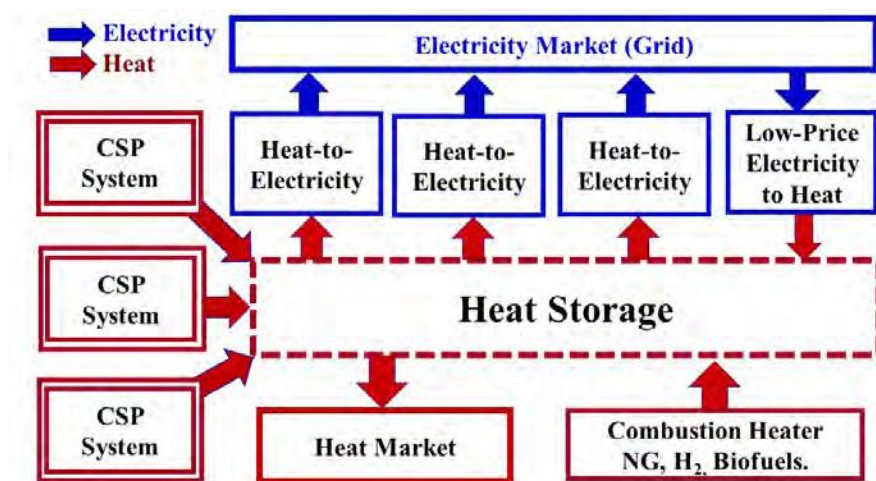 Electricity
Heat
Electricity Market (Grid)
CSP
System
Heat-to-
Electricity
Heat-to-
Electricity
Heat-to-
Electricity
Low-Price
Electricity
to Heat
CSP
System
Heat Storage
CSP
System
Heat Market
Combustion Heater
NG, H₂, Biofuels.